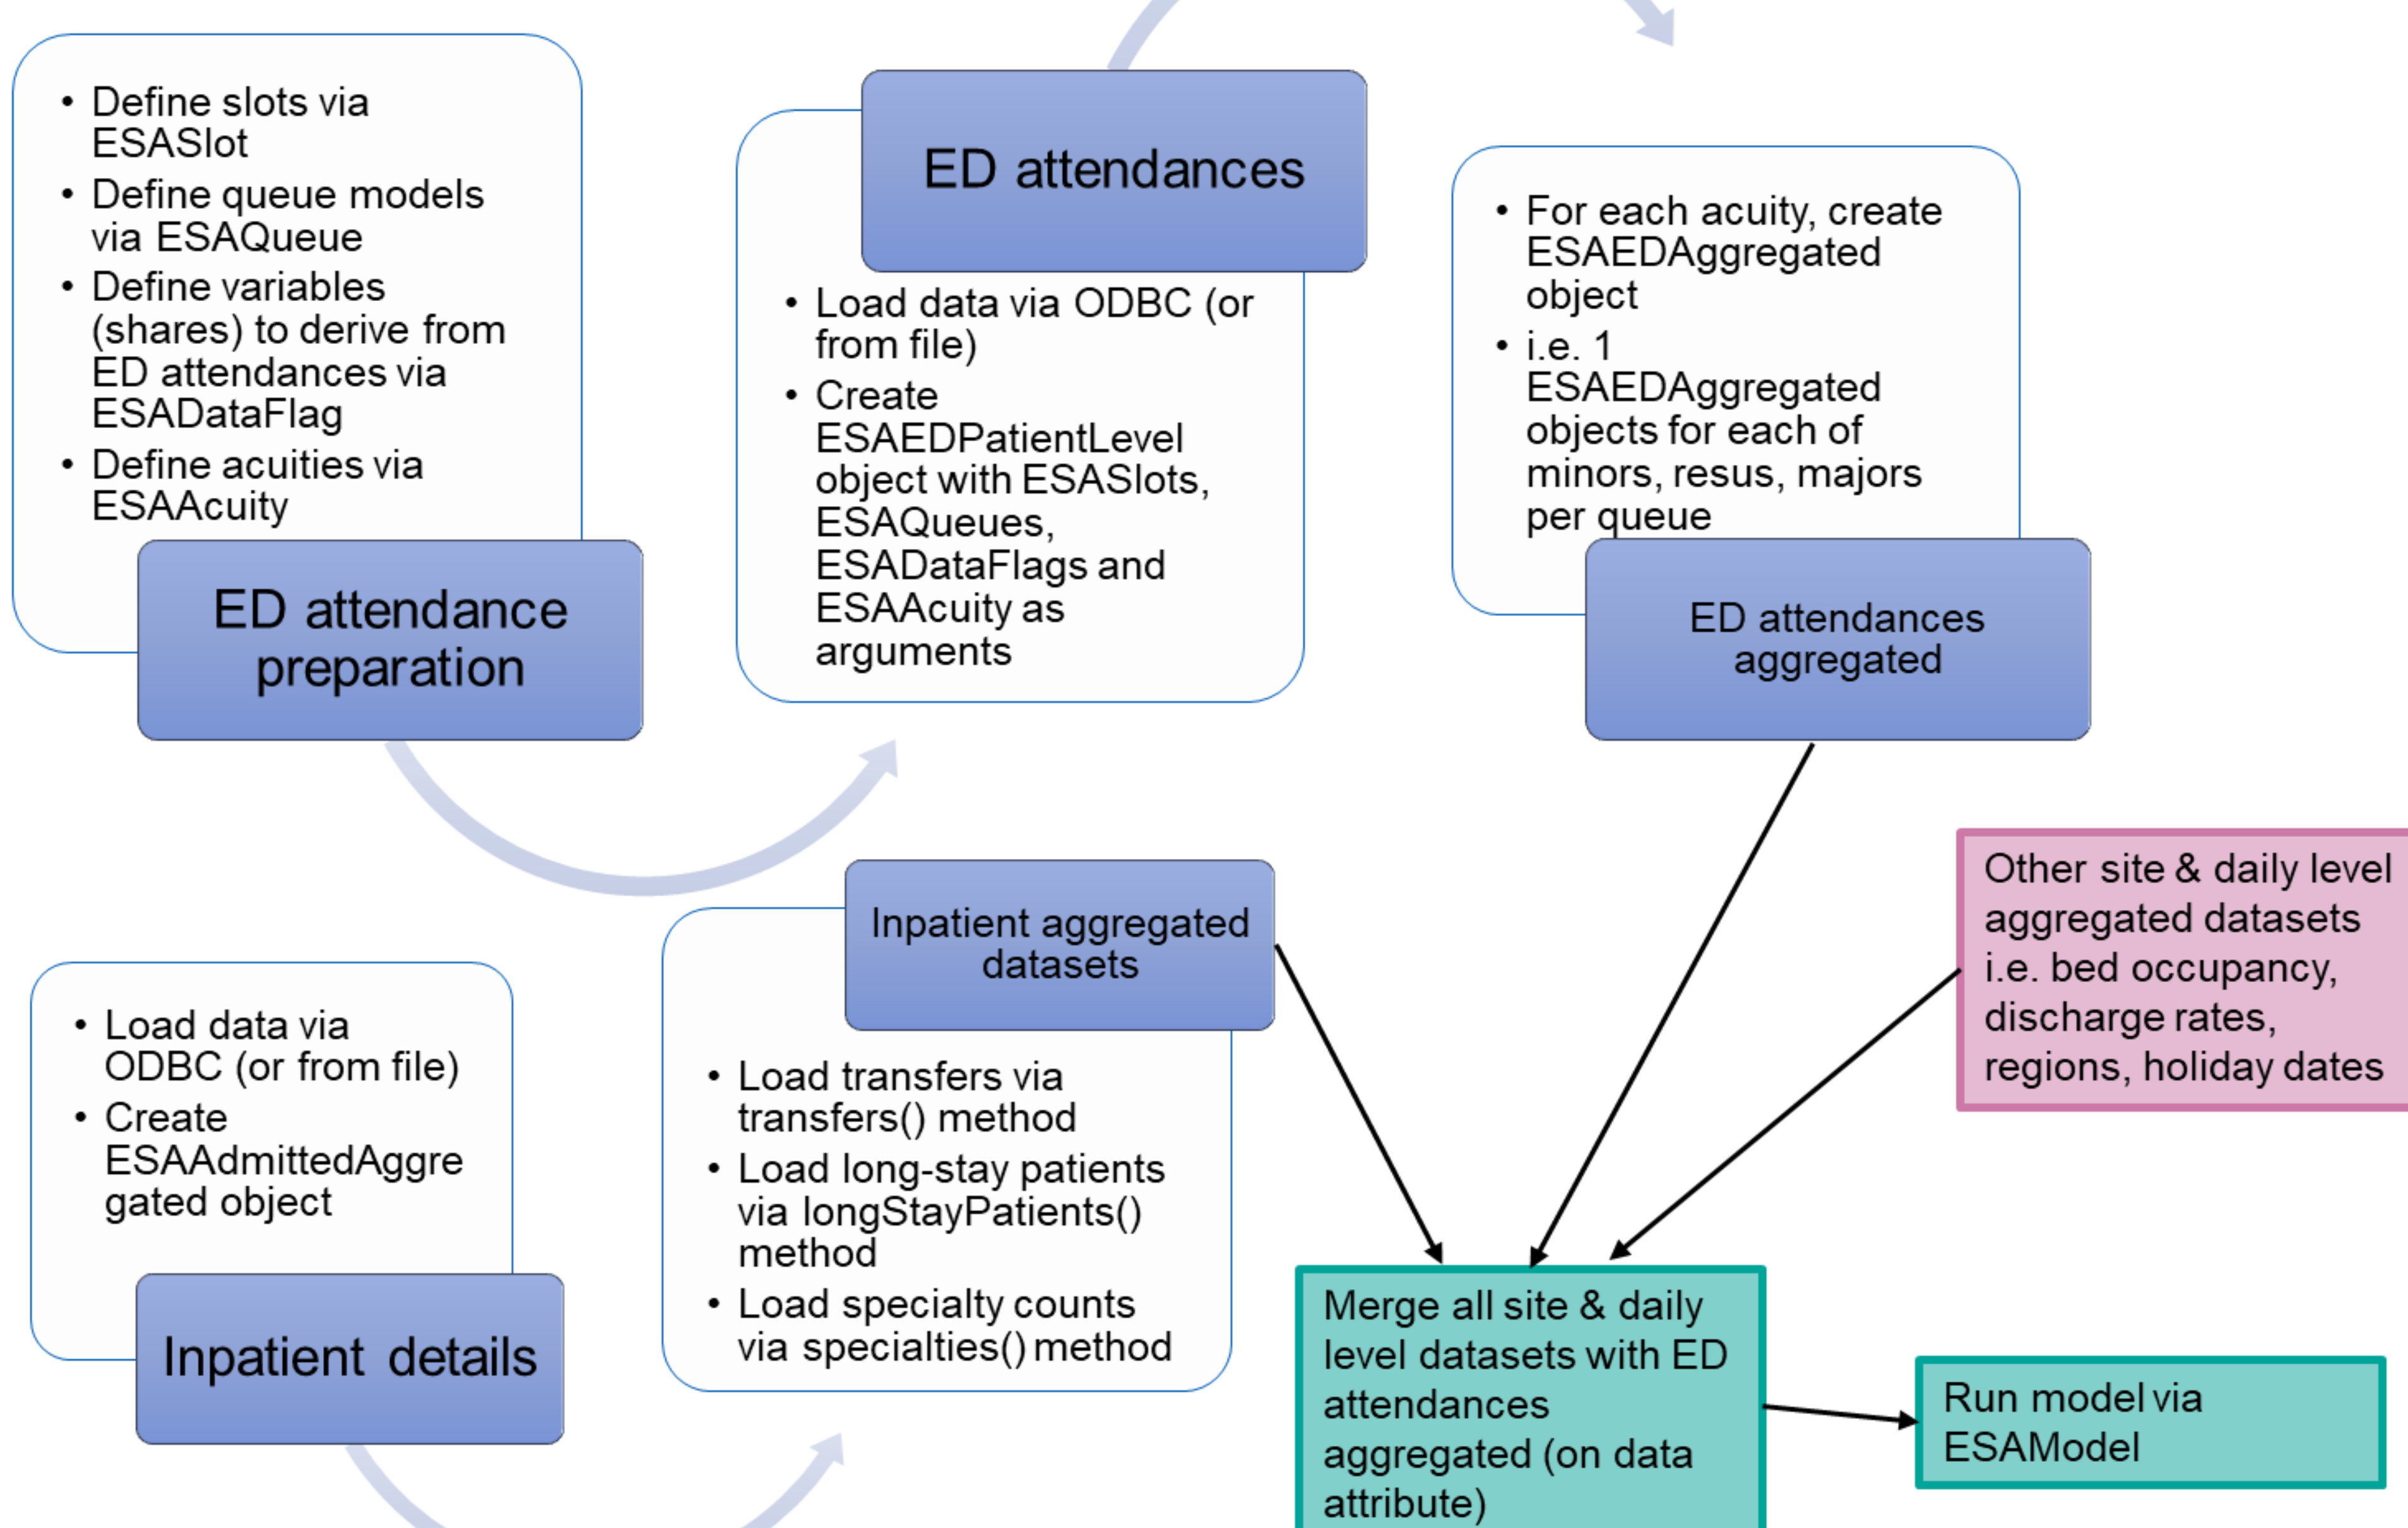 • Define slots via
ESASlot
• Define queue models
via ESAQueue
• Define variables
(shares) to derive from
ED attendances via
ESADataFlag
• Define acuities via
ESAAcuity
ED attendance
preparation
ED attendances
• Load data via ODBC (or
from file)
• Create
ESAEDPatientLevel
object with ESASlots,
ESAQueues,
ESADataFlags and
ESAAcuity as
arguments
• For each acuity, create
ESAEDAggregated
object
• i.e. 1
ESAEDAggregated
objects for each of
minors, resus, majors
per queue
ED attendances
aggregated
• Load data via
ODBC (or from file)
• Create
ESAAdmittedAggre
gated object
Inpatient details
Inpatient aggregated
datasets
• Load transfers via
transfers() method
• Load long-stay patients
via longStayPatients()
method
• Load specialty counts
via specialties() method
Other site & daily level
aggregated datasets
i.e. bed occupancy,
discharge rates,
regions, holiday dates
Merge all site & daily
level datasets with ED
attendances
aggregated (on data
attribute)
Run model via
ESAModel